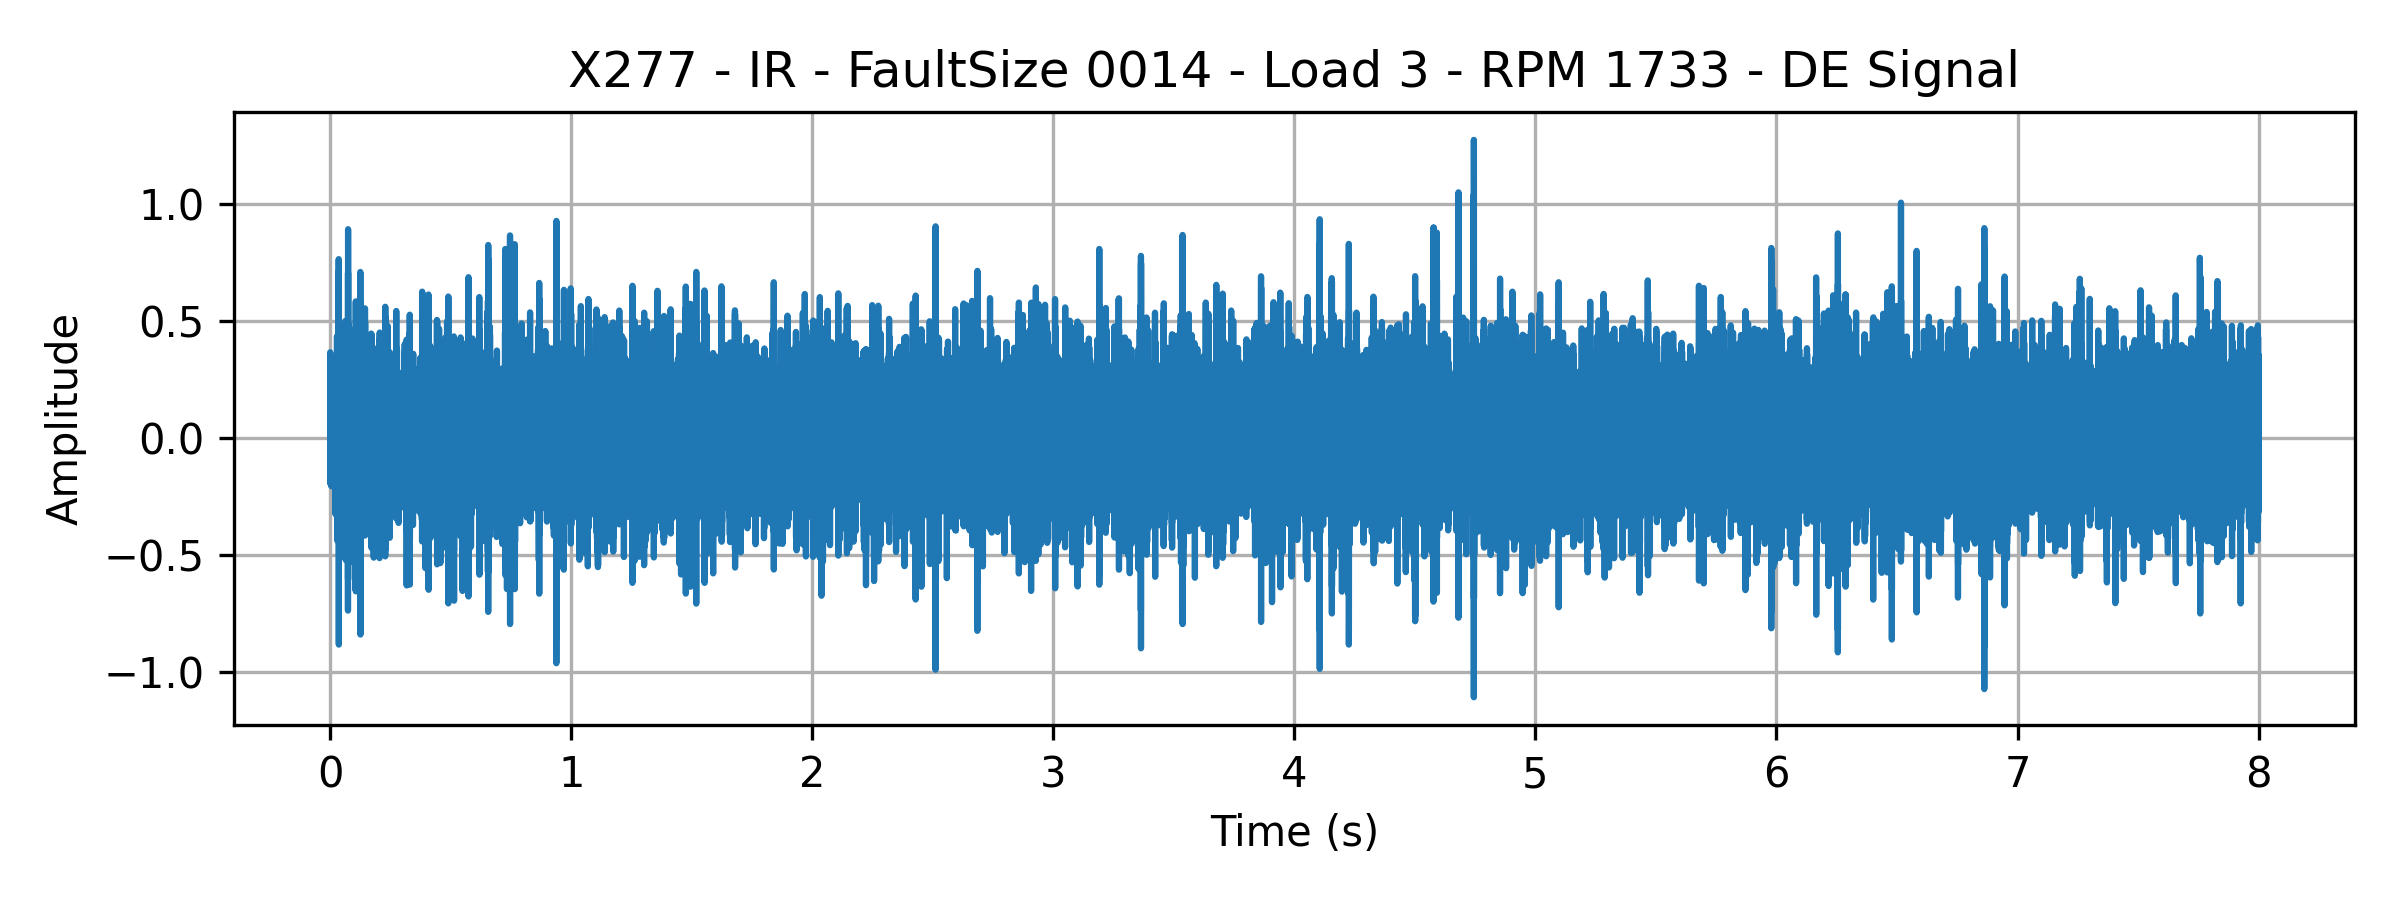 X277 - IR - FaultSize 0014 - Load 3 - RPM 1733 - DE Signal
Amplitude
1.0
0.5
0.0
−0.5
−1.0
0 1 2 3 4 5 6 7 8
Time (s)